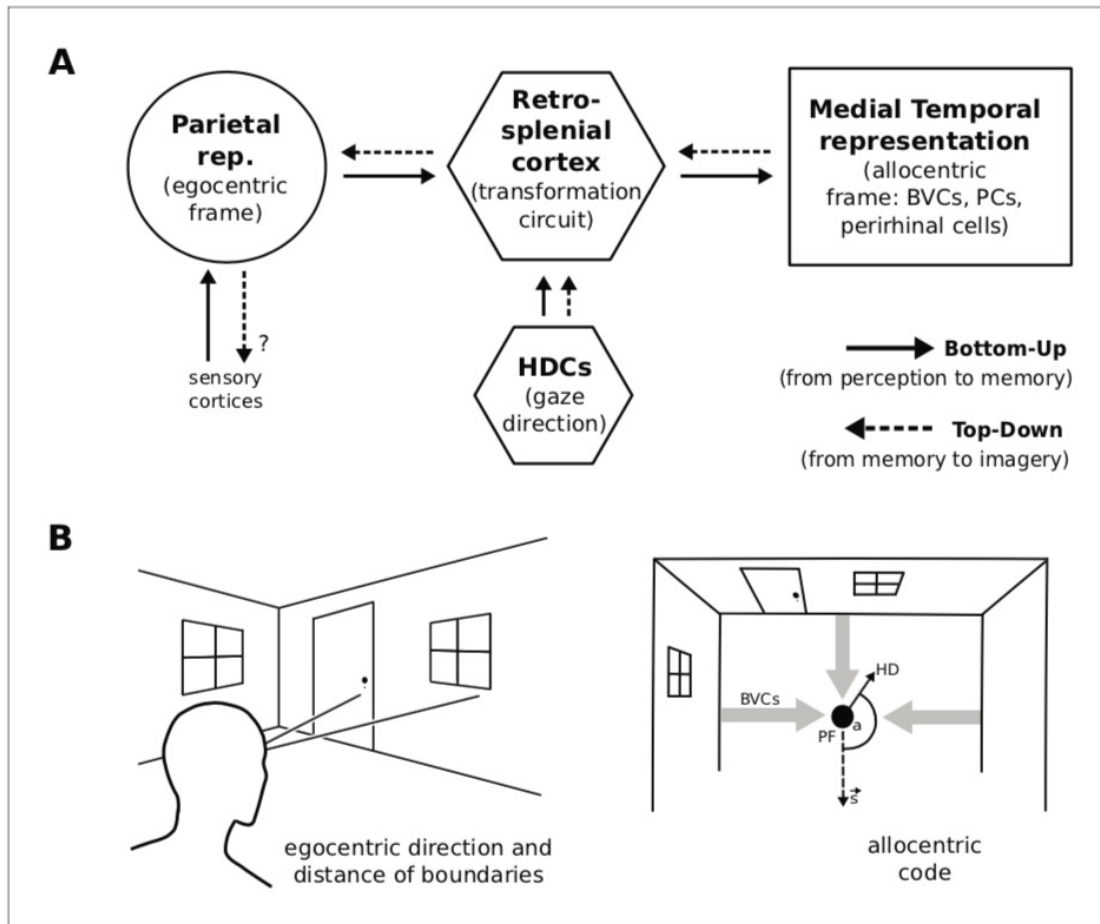 A
Parietal
rep.
(egocentric
frame)
Retro-
splenial
cortex
(transformation
circuit)
Medial Temporal
representation
(allocentric
frame: BVCs, PCs,
perirhinal cells)
?
sensory
cortices
HDCs
(gaze
direction)
Bottom-Up
(from perception to memory)
Top-Down
(from memory to imagery)
B
egocentric direction and
distance of boundaries
HD
BVCs
a
PF
s⃗
allocentric
code